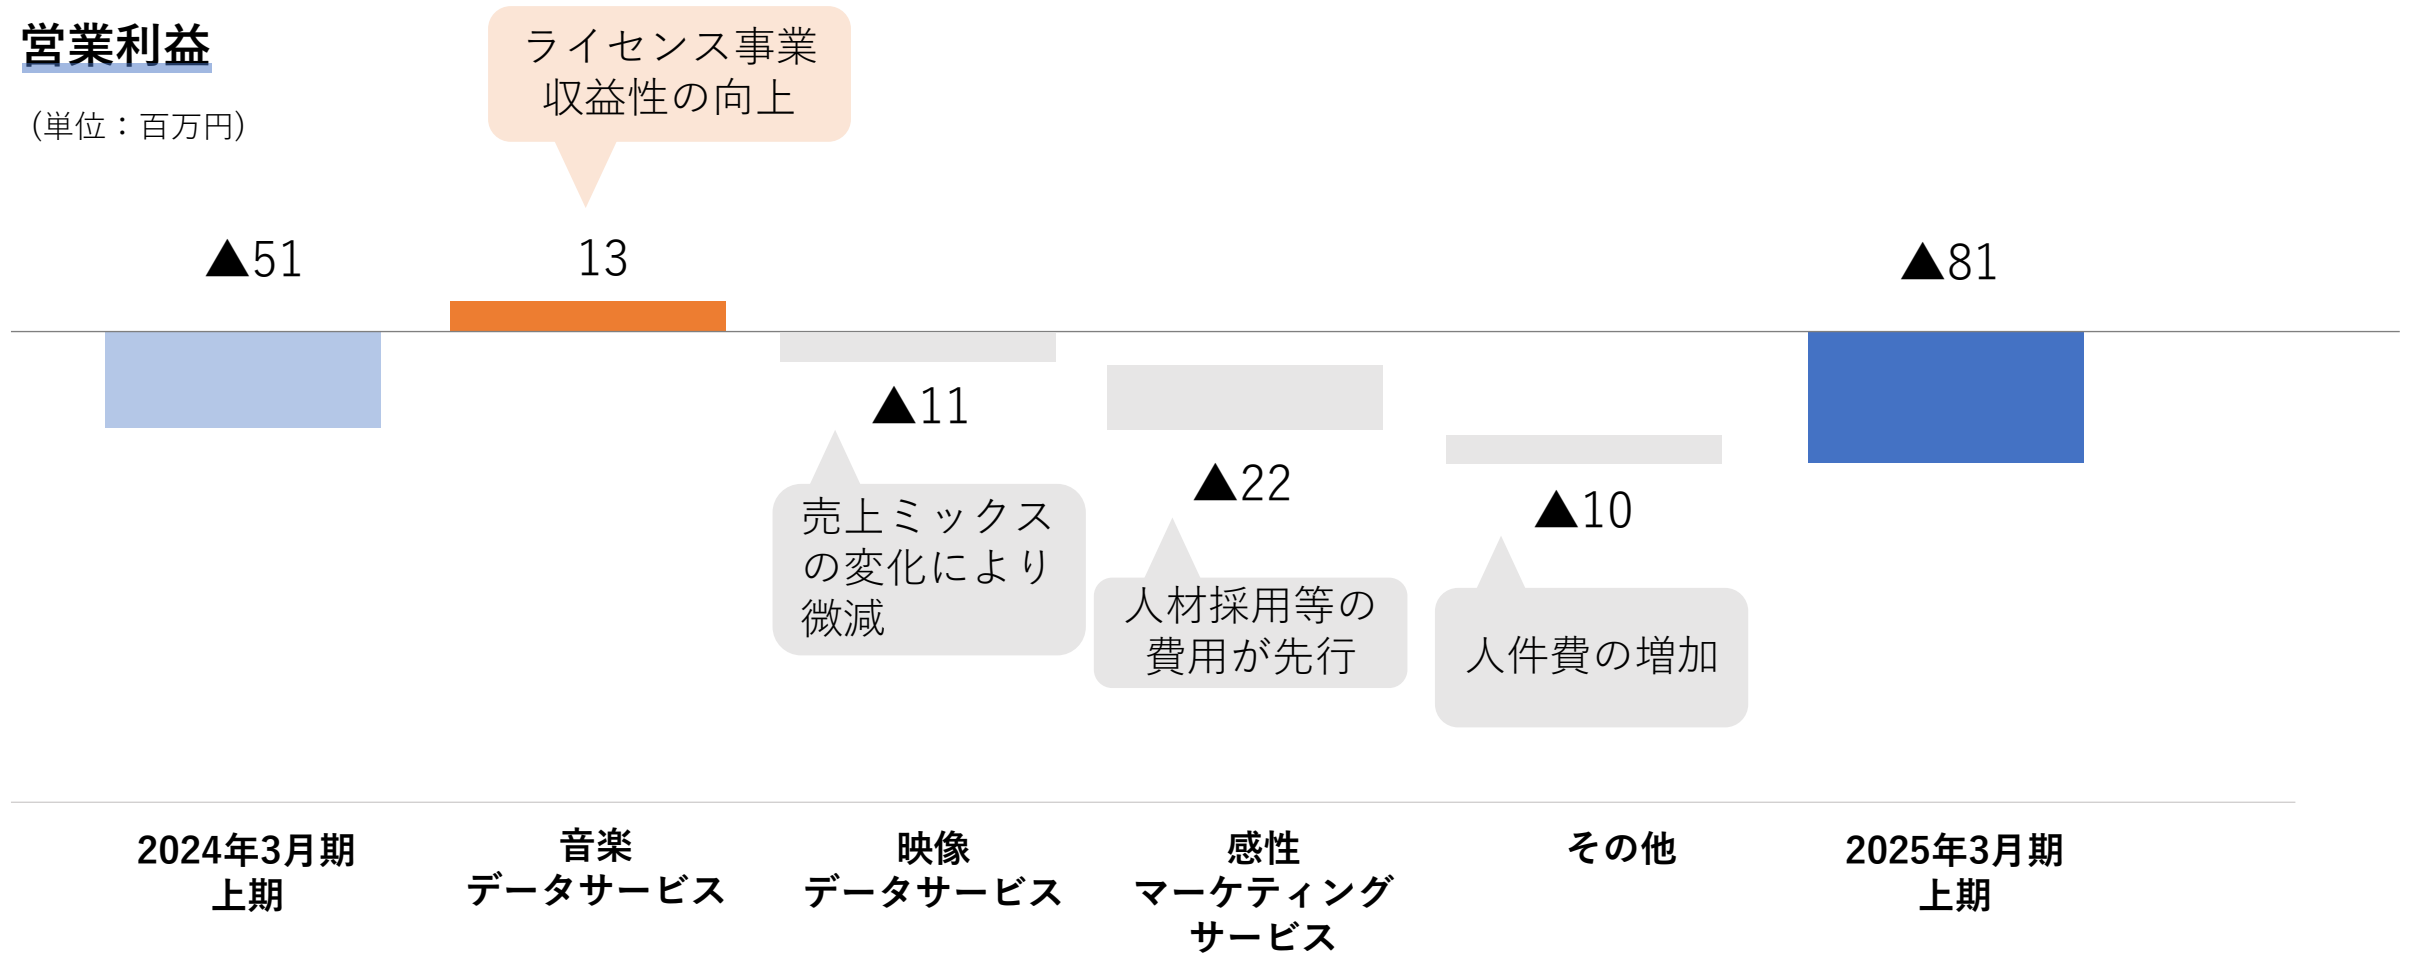 営業利益
(単位：百万円)
ライセンス事業
収益性の向上
▲51
13
▲81
▲11
▲22
▲10
売上ミックス
の変化により
微減
人材採用等の
費用が先行
人件費の増加
2024年3月期
上期
音楽
データサービス
映像
データサービス
感性
マーケティング
サービス
その他
2025年3月期
上期